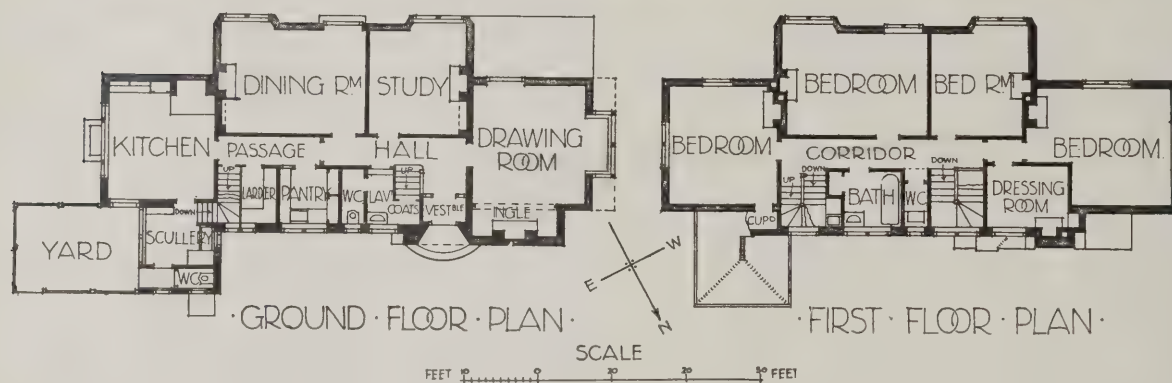 DINING RM
STUDY
KITCHEN
PASSAGE
HALL
DRAWING
ROOM
UP
LARDER
PANTRY
WC
LAV
UP
COATS
VESTBLE
INGLE
DOWN
SCULLERY
YARD
WC
·GROUND·FLOOR·PLAN·
BEDROOM
BED RM
BEDROOM
CORRIDOR
BEDROOM
UP
DOWN
BATH
WC
DOWN
DRESSING
ROOM
CUPD
·FIRST·FLOOR·PLAN·
E
W
N
SCALE
FEET 10 0 10 20 30 FEET